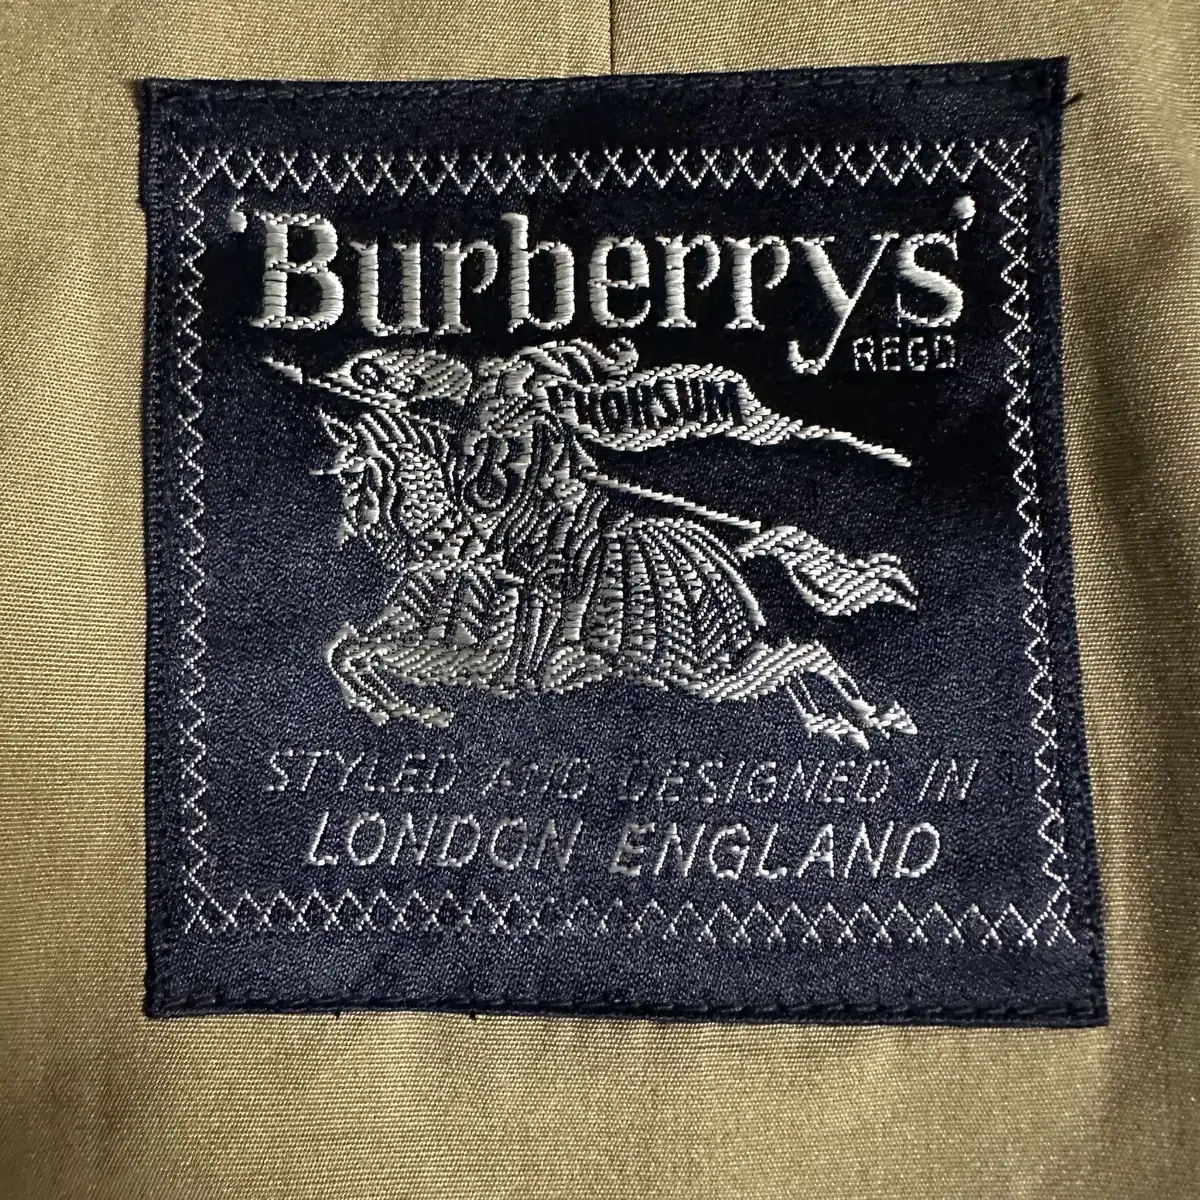 'Burberrys'
REGD
PRORSUM
STYLED AND DESIGNED IN
LONDON ENGLAND